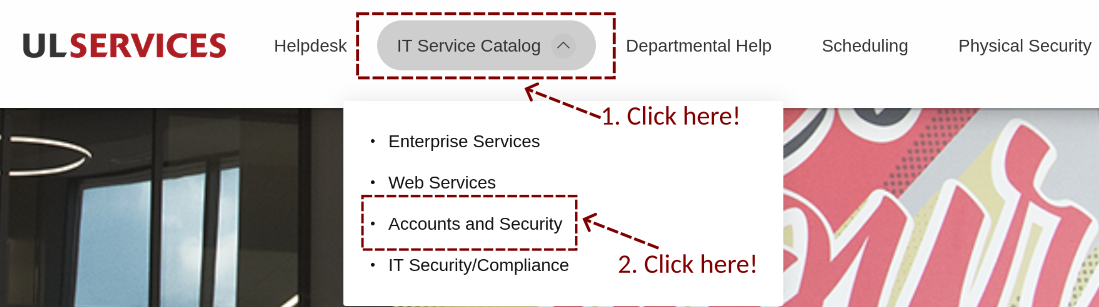 ULSERVICES Helpdesk IT Service Catalog Departmental Help Scheduling Physical Security
1. Click here!
• Enterprise Services
• Web Services
• Accounts and Security
2. Click here!
• IT Security/Compliance